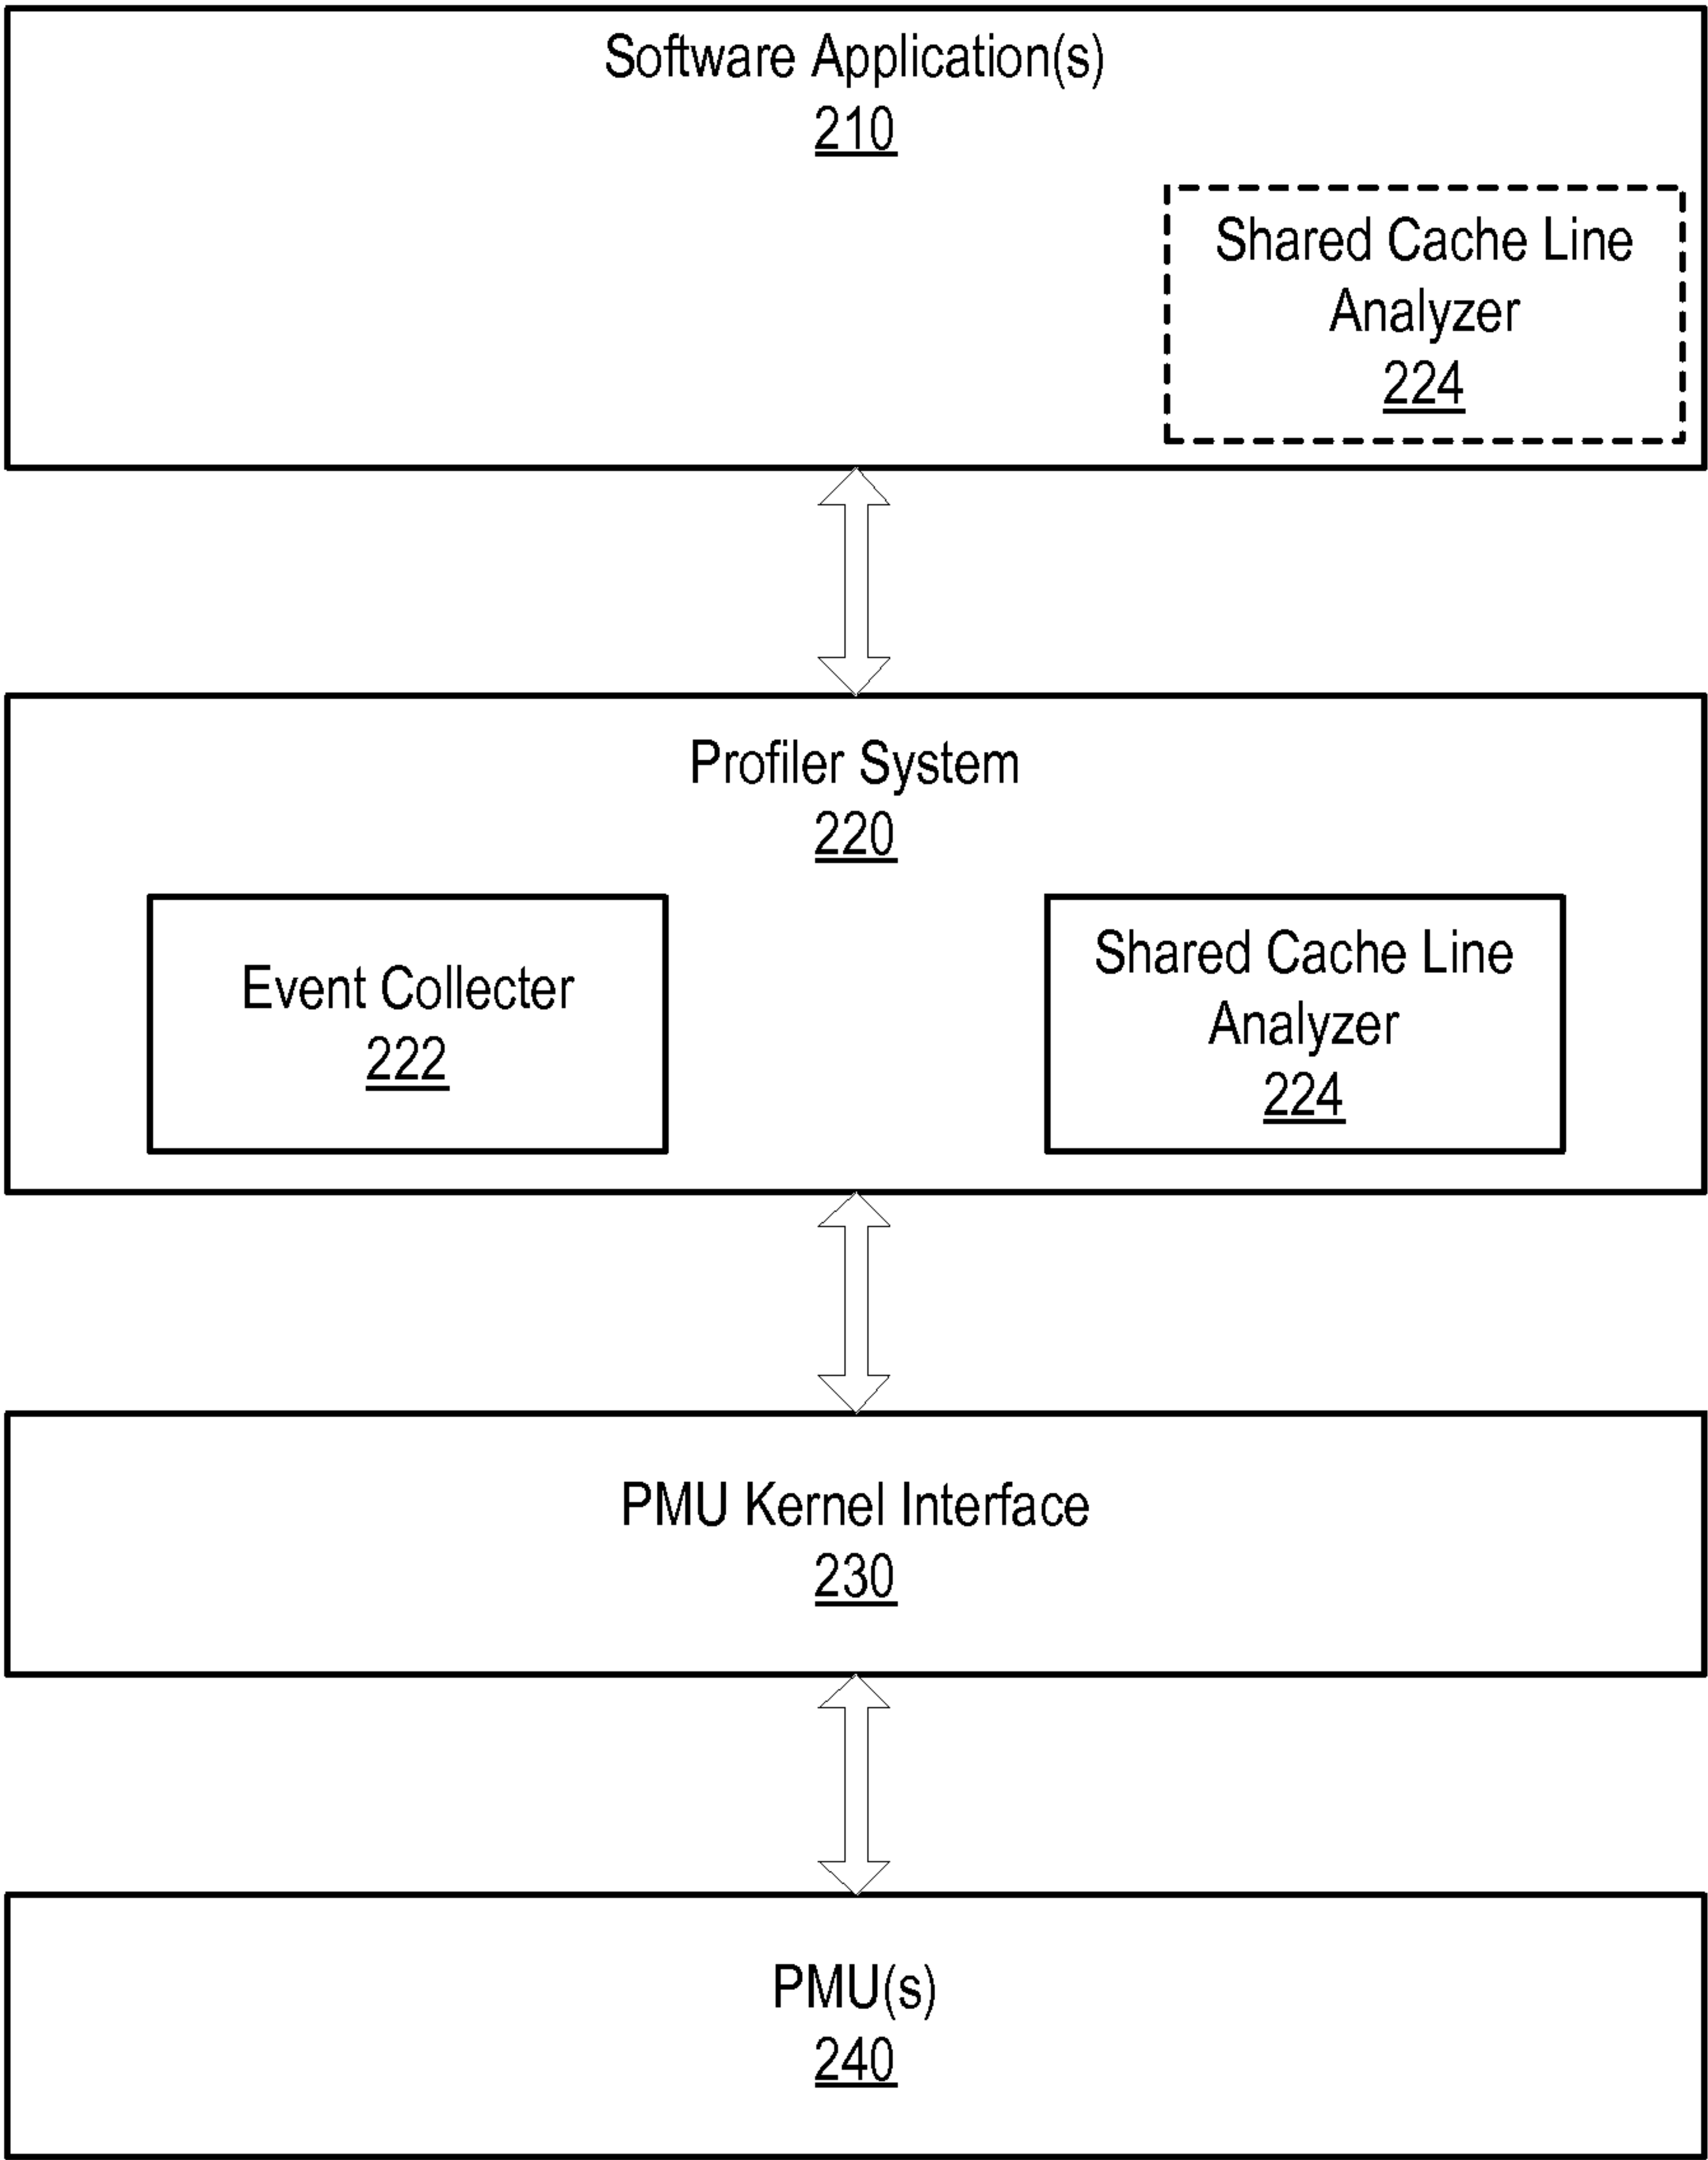 Software Application(s)
210
Shared Cache Line
Analyzer
224
Profiler System
220
Event Collecter
222
Shared Cache Line
Analyzer
224
PMU Kernel Interface
230
PMU(s)
240